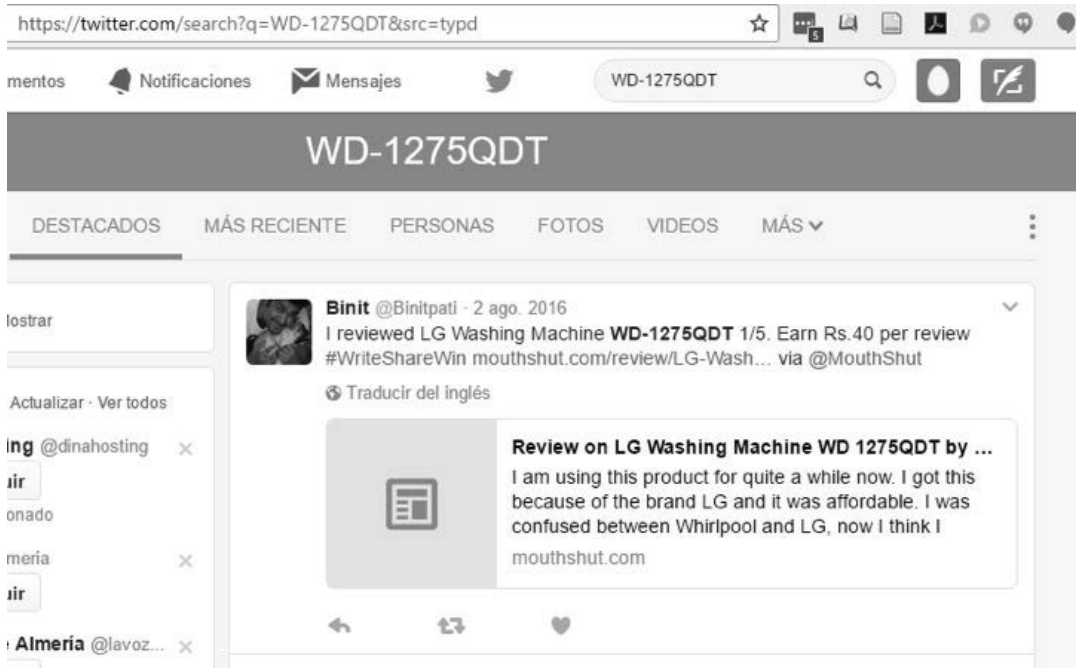 https://twitter.com/search?q=WD-1275QDT&src=typd
5
mentos Notificaciones Mensajes WD-1275QDT
WD-1275QDT
DESTACADOS MÁS RECIENTE PERSONAS FOTOS VIDEOS MÁS
lostrar
Actualizar · Ver todos
ing @dinahosting
uir
onado
meria
uir
Almería @lavoz...
Binit @Binitpati · 2 ago. 2016
I reviewed LG Washing Machine WD-1275QDT 1/5. Earn Rs.40 per review
#WriteShareWin mouthshut.com/review/LG-Wash... via @MouthShut
Traducir del inglés
Review on LG Washing Machine WD 1275QDT by ...
I am using this product for quite a while now. I got this
because of the brand LG and it was affordable. I was
confused between Whirlpool and LG, now I think I
mouthshut.com